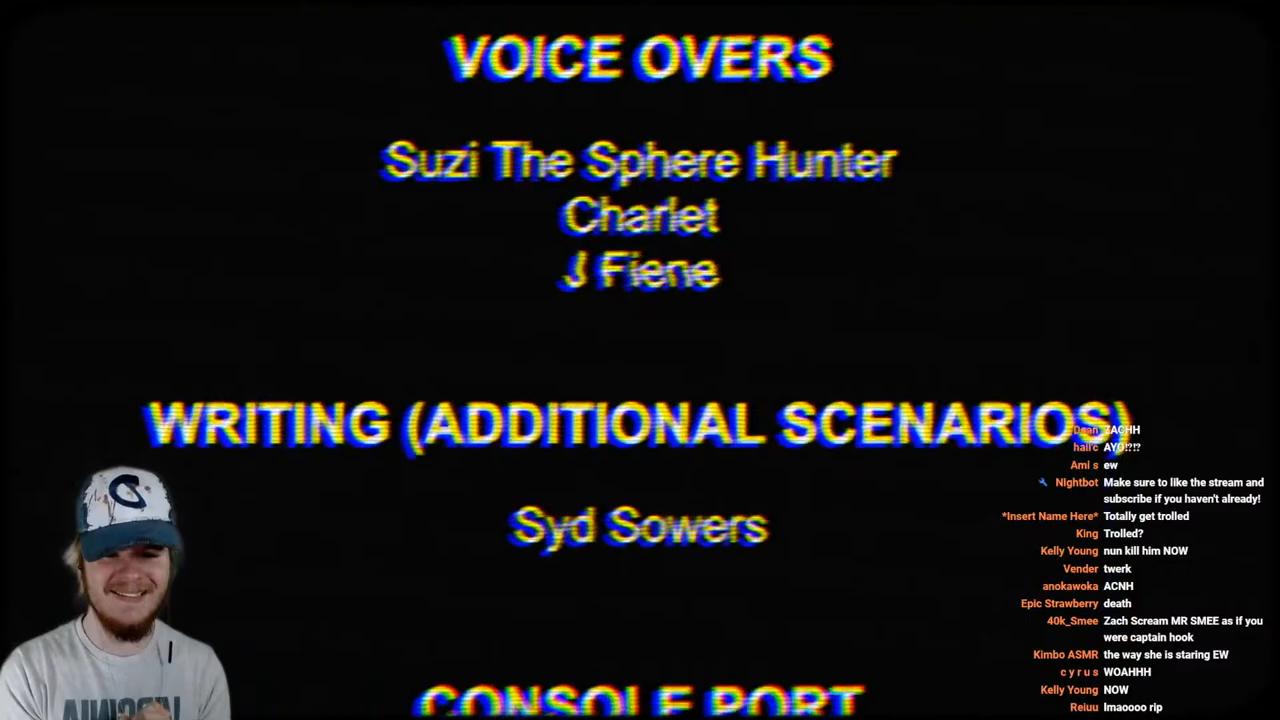 VOICE OVERS
Suzi The Sphere Hunter
Charlet
J Fiene
WRITING (ADDITIONAL SCENARIOS)
Syd Sowers
CONSOLE PORT
Dean ZACHH
AYO!?!?
Ami s ew
Nightbot Make sure to like the stream and
subscribe if you haven't already!
*Insert Name Here* Totally get trolled
King Trolled?
Kelly Young nun kill him NOW
Vender twerk
anokawoka ACNH
Epic Strawberry death
40k_Smee Zach Scream MR SMEE as if you
were captain hook
Kimbo ASMR the way she is staring EW
c y r u s WOAHHH
Kelly Young NOW
Reiuu lmaoooo rip